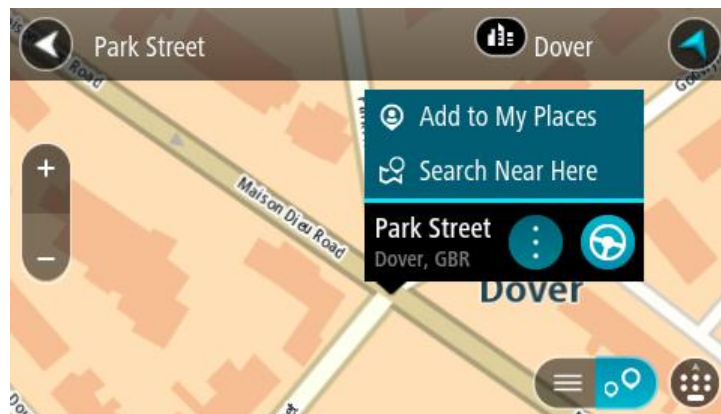 Park Street
Dover
Road
Add to My Places
Search Near Here
Maison Dieu Road
Park Street
Dover, GBR
Dover